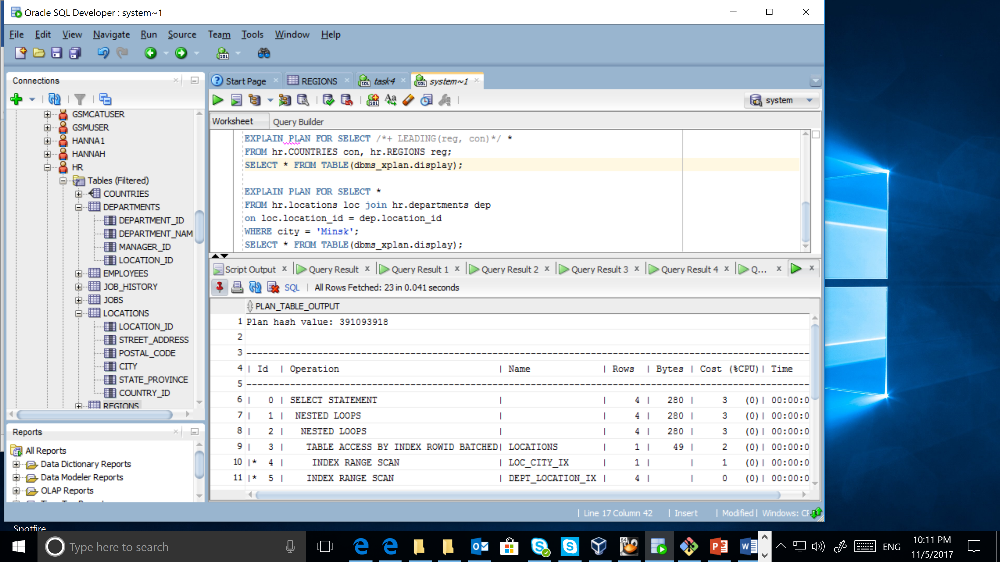 Oracle SQL Developer : system~1
File Edit View Navigate Run Source Team Tools Window Help
Connections
GSMCATUSER
GSMUSER
HANNA1
HANNAH
HR
Tables (Filtered)
COUNTRIES
DEPARTMENTS
DEPARTMENT_ID
DEPARTMENT_NAM
MANAGER_ID
LOCATION_ID
EMPLOYEES
JOB_HISTORY
JOBS
LOCATIONS
LOCATION_ID
STREET_ADDRESS
POSTAL_CODE
CITY
STATE_PROVINCE
COUNTRY_ID
REGIONS
Reports
All Reports
Data Dictionary Reports
Data Modeler Reports
OLAP Reports
Start Page REGIONS task4 system~1
system
Worksheet Query Builder
EXPLAIN PLAN FOR SELECT /*+ LEADING(reg, con)*/ *
FROM hr.COUNTRIES con, hr.REGIONS reg;
SELECT * FROM TABLE(dbms_xplan.display);
EXPLAIN PLAN FOR SELECT *
FROM hr.locations loc join hr.departments dep
on loc.location_id = dep.location_id
WHERE city = 'Minsk';
SELECT * FROM TABLE(dbms_xplan.display);
Script Output Query Result Query Result 1 Query Result 2 Query Result 3 Query Result 4 Q...
SQL | All Rows Fetched: 23 in 0.041 seconds
PLAN_TABLE_OUTPUT
1 Plan hash value: 391093918
2
3 ----------------------------------------------------------------------------------------------
4 | Id | Operation | Name | Rows | Bytes | Cost (%CPU)| Time
5 ----------------------------------------------------------------------------------------------
6 | 0 | SELECT STATEMENT | | 4 | 280 | 3 (0)| 00:00:0
7 | 1 | NESTED LOOPS | | 4 | 280 | 3 (0)| 00:00:0
8 | 2 | NESTED LOOPS | | 4 | 280 | 3 (0)| 00:00:0
9 | 3 | TABLE ACCESS BY INDEX ROWID BATCHED| LOCATIONS | 1 | 49 | 2 (0)| 00:00:0
10 |* 4 | INDEX RANGE SCAN | LOC_CITY_IX | 1 | | 1 (0)| 00:00:0
11 |* 5 | INDEX RANGE SCAN | DEPT_LOCATION_IX | 4 | | 0 (0)| 00:00:0
| Line 17 Column 42 | Insert | Modified | Windows: CR
Spotfire
Type here to search
64
ENG
10:11 PM
11/5/2017